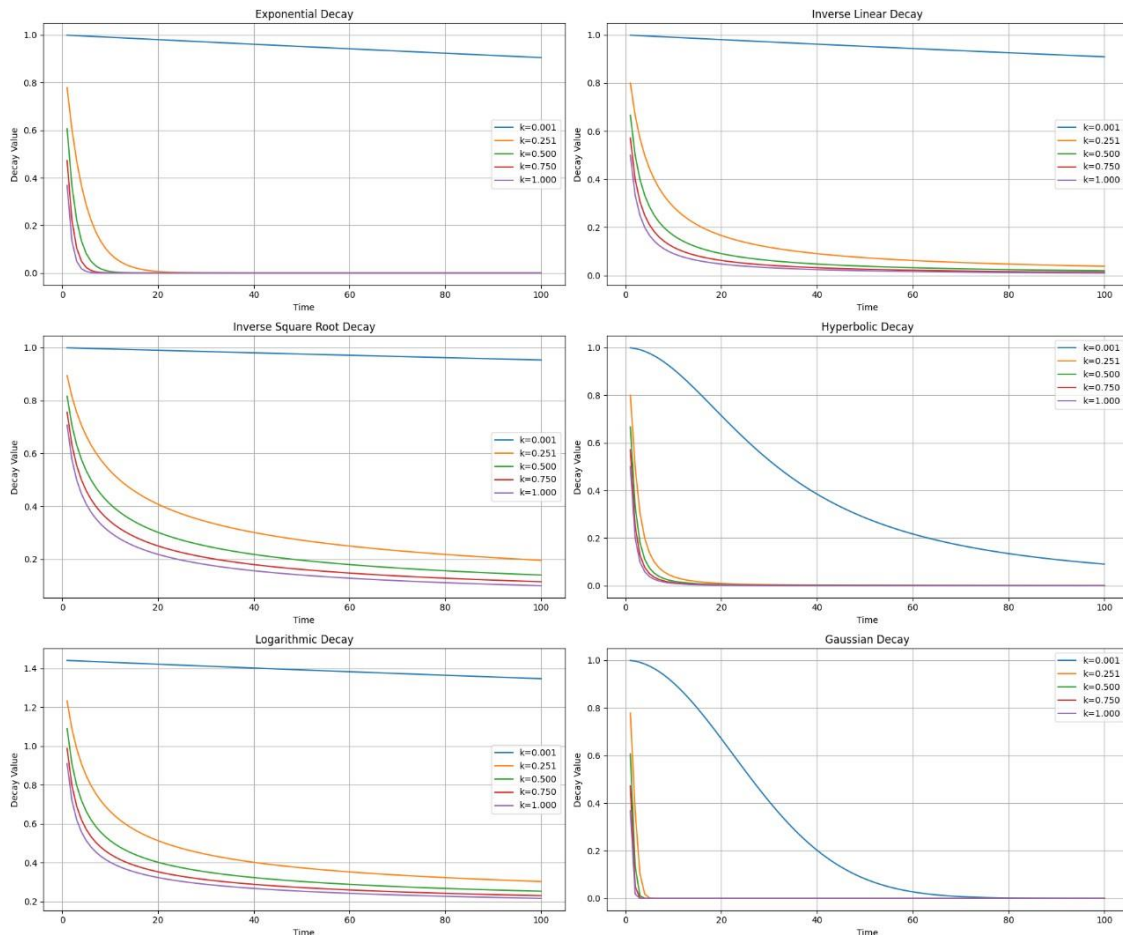 Exponential Decay
1.0
0.8
0.6
0.4
0.2
0.0
Decay Value
k=0.001
k=0.251
k=0.500
k=0.750
k=1.000
0 20 40 60 80 100
Time
Inverse Linear Decay
1.0
0.8
0.6
0.4
0.2
0.0
Decay Value
k=0.001
k=0.251
k=0.500
k=0.750
k=1.000
0 20 40 60 80 100
Time
Inverse Square Root Decay
1.0
0.8
0.6
0.4
0.2
Decay Value
k=0.001
k=0.251
k=0.500
k=0.750
k=1.000
0 20 40 60 80 100
Time
Hyperbolic Decay
1.0
0.8
0.6
0.4
0.2
0.0
Decay Value
k=0.001
k=0.251
k=0.500
k=0.750
k=1.000
0 20 40 60 80 100
Time
Logarithmic Decay
1.4
1.2
1.0
0.8
0.6
0.4
0.2
Decay Value
k=0.001
k=0.251
k=0.500
k=0.750
k=1.000
0 20 40 60 80 100
Time
Gaussian Decay
1.0
0.8
0.6
0.4
0.2
0.0
Decay Value
k=0.001
k=0.251
k=0.500
k=0.750
k=1.000
0 20 40 60 80 100
Time